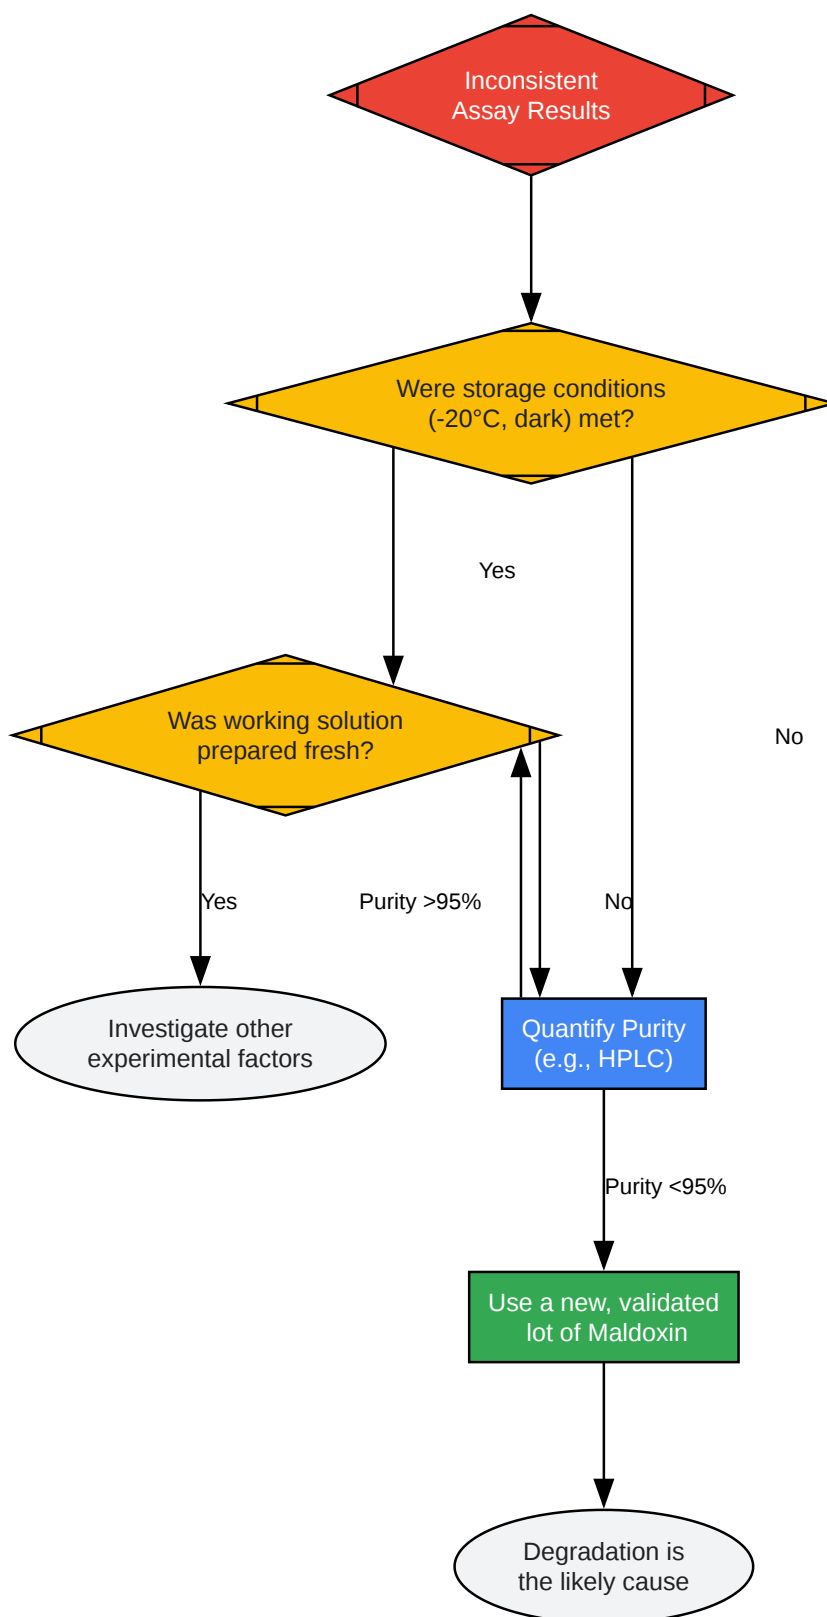 Inconsistent
Assay Results
Were storage conditions
(-20°C, dark) met?
Yes
Was working solution
prepared fresh?
No
Yes
Purity >95%
No
Investigate other
experimental factors
Quantify Purity
(e.g., HPLC)
Purity <95%
Use a new, validated
lot of Maldoxin
Degradation is
the likely cause